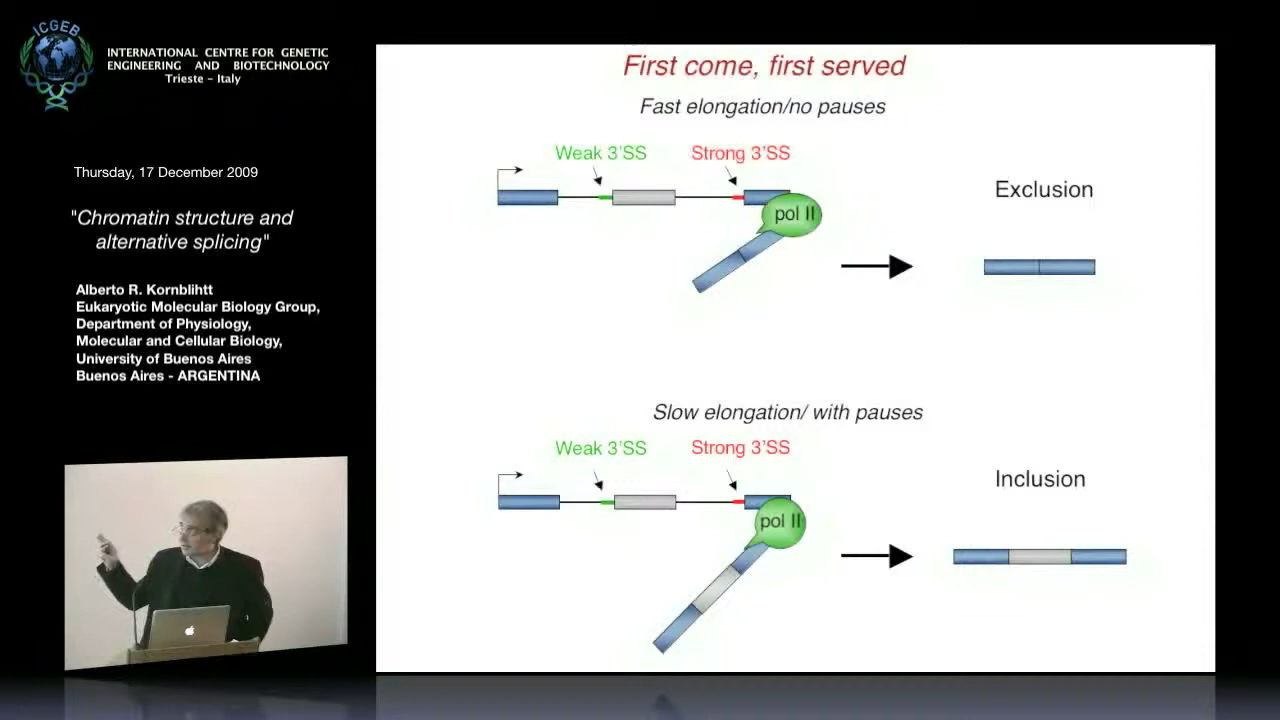 ICGEB
INTERNATIONAL CENTRE FOR GENETIC
ENGINEERING AND BIOTECHNOLOGY
Trieste - Italy
Thursday, 17 December 2009
"Chromatin structure and
alternative splicing"
Alberto R. Kornblihtt
Eukaryotic Molecular Biology Group,
Department of Physiology,
Molecular and Cellular Biology,
University of Buenos Aires
Buenos Aires - ARGENTINA
First come, first served
Fast elongation/no pauses
Weak 3'SS
Strong 3'SS
pol II
Exclusion
Slow elongation/ with pauses
Weak 3'SS
Strong 3'SS
pol II
Inclusion